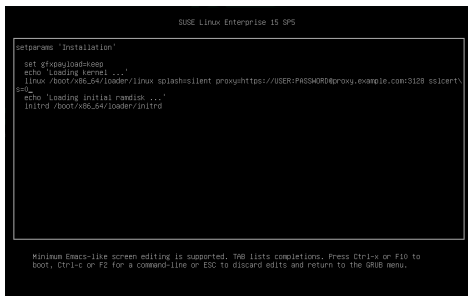 SUSE Linux Enterprise 15 SP5
setparams 'Installation'
set gfxpayload=keep
echo 'Loading kernel ...'
linux /boot/x86_64/loader/linux splash=silent proxy=https://USER:PASSWORD@proxy.example.com:3128 sslcert\
s=0_
echo 'Loading initial ramdisk ...'
initrd /boot/x86_64/loader/initrd
Minimum Emacs-like screen editing is supported. TAB lists completions. Press Ctrl-x or F10 to
boot, Ctrl-c or F2 for a command-line or ESC to discard edits and return to the GRUB menu.